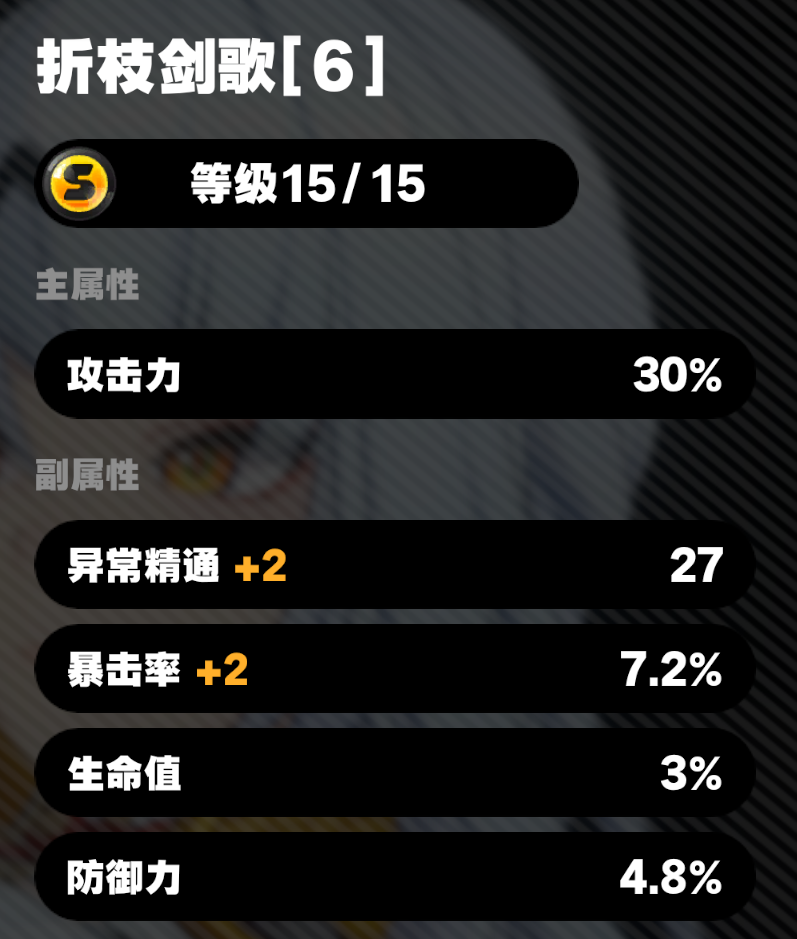 折枝剑歌[6]
S 等级15/15
主属性
攻击力 30%
副属性
异常精通 +2 27
暴击率 +2 7.2%
生命值 3%
防御力 4.8%